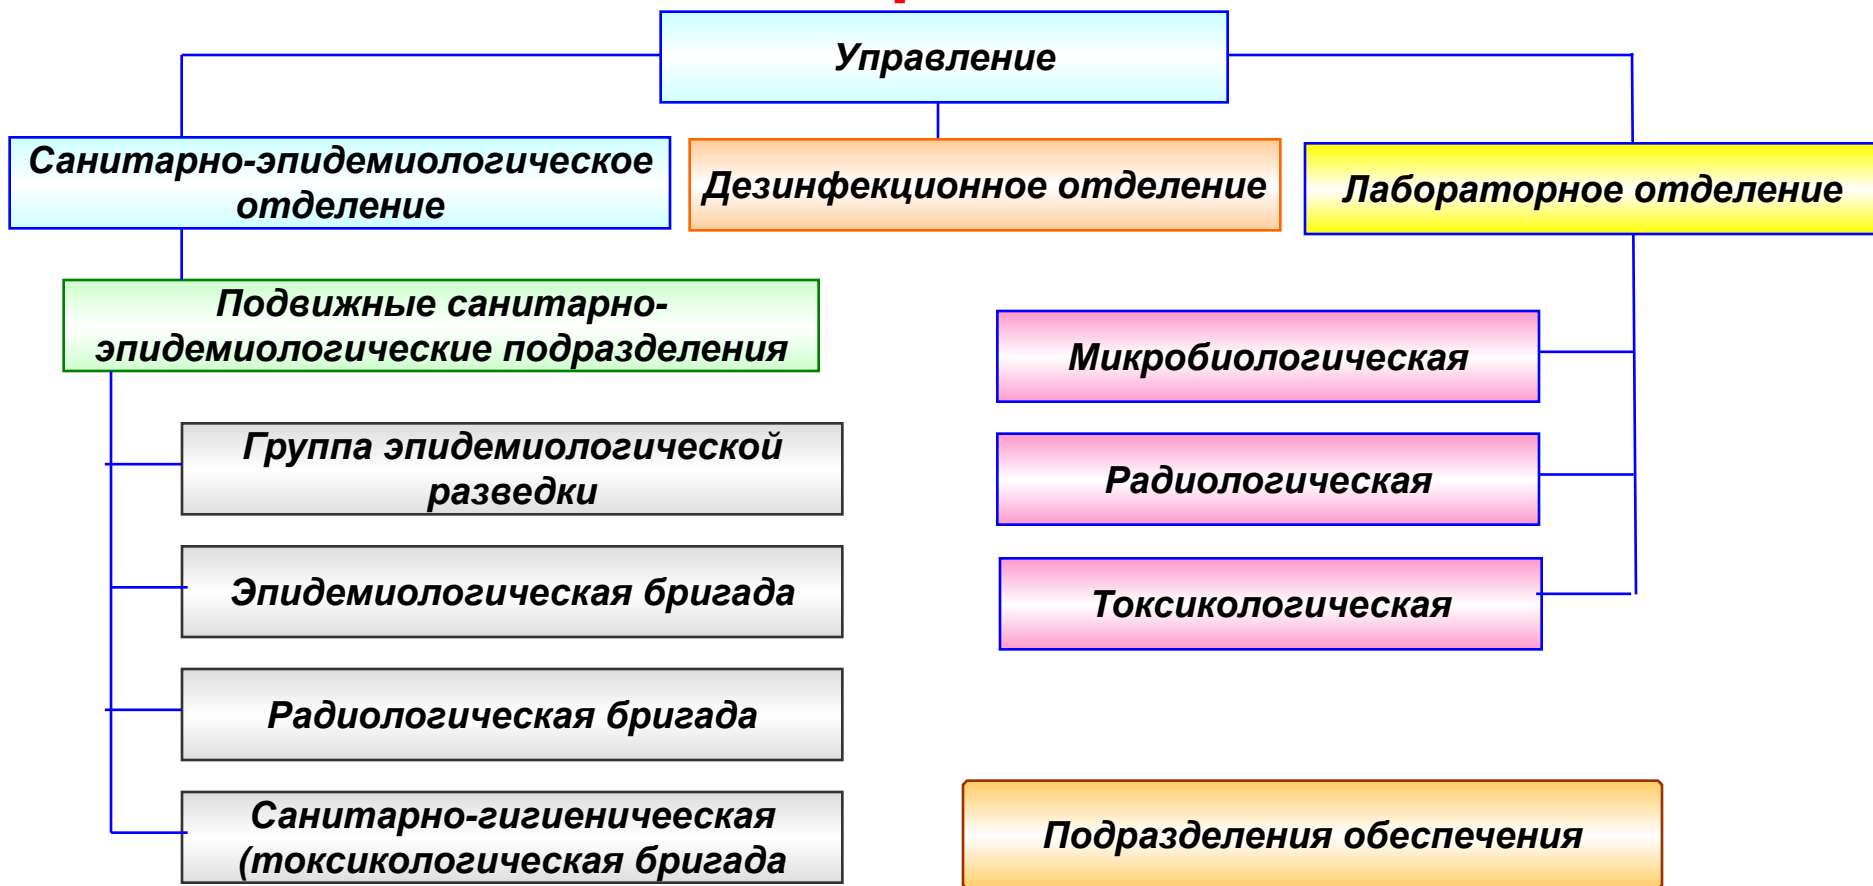 Управление
Санитарно-эпидемиологическое
отделение
Дезинфекционное отделение
Лабораторное отделение
Подвижные санитарно-
эпидемиологические подразделения
Группа эпидемиологической
разведки
Эпидемиологическая бригада
Радиологическая бригада
Санитарно-гигиеничееская
(токсикологическая бригада
Микробиологическая
Радиологическая
Токсикологическая
Подразделения обеспечения